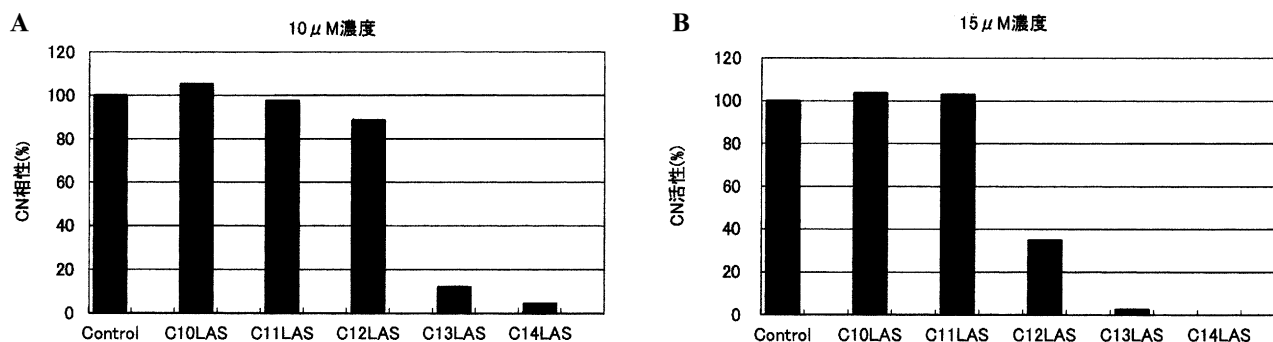 A
10μM濃度
CN相性(%)
120
100
80
60
40
20
0
Control C10LAS C11LAS C12LAS C13LAS C14LAS
B
15μM濃度
CN活性(%)
120
100
80
60
40
20
0
Control C10LAS C11LAS C12LAS C13LAS C14LAS